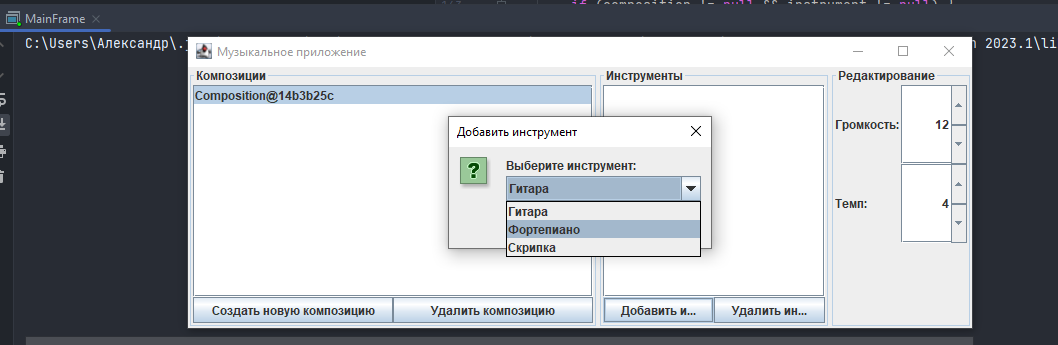 if (composition != null && instrument != null) {
MainFrame
C:\Users\Александр\.j
n 2023.1\li
Музыкальное приложение
Композиции
Инструменты
Редактирование
Composition@14b3b25c
Громкость:
12
Темп:
4
Добавить инструмент
Выберите инструмент:
Гитара
Гитара
Фортепиано
Скрипка
Создать новую композицию
Удалить композицию
Добавить и...
Удалить ин...